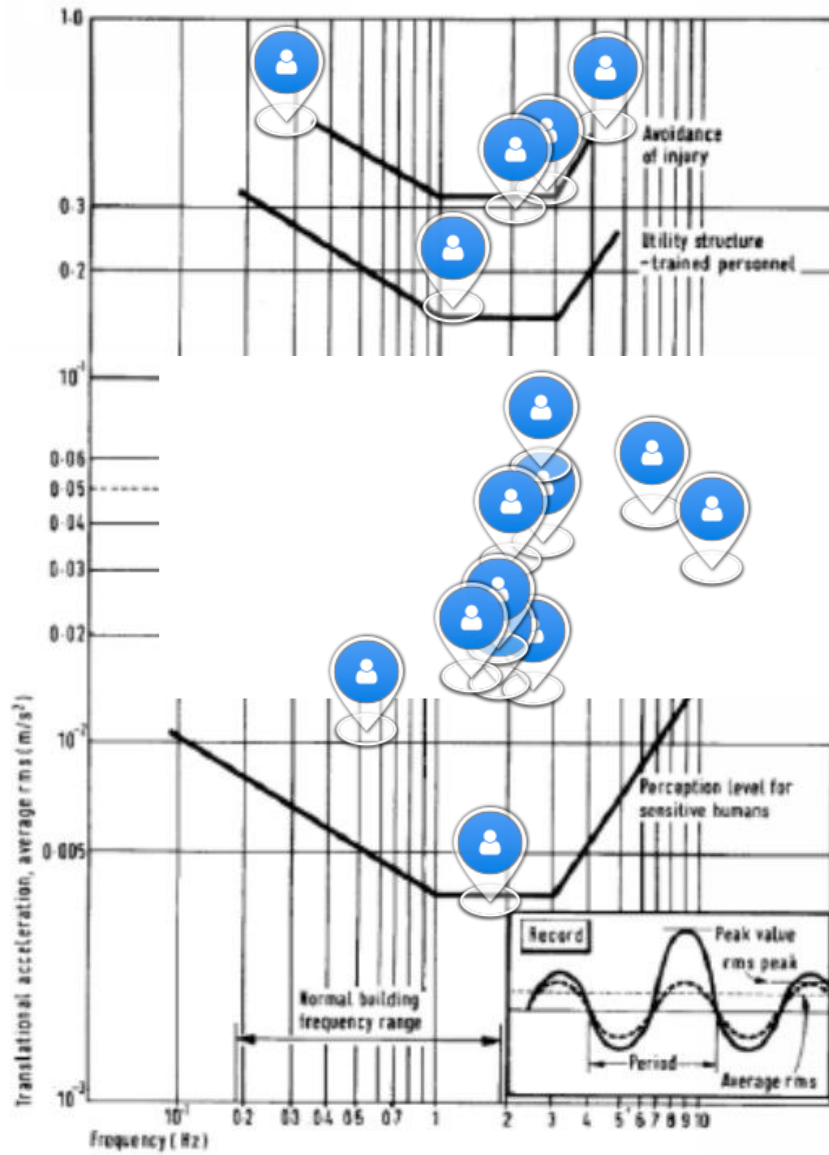 1·0
Avoidance
of injury
0·3
Utility structure
-trained personnel
0·2
10⁻¹
0·06
0·05
0·04
0·03
0·02
Translational acceleration, average rms (m/s²)
10⁻²
Perception level for
sensitive humans
0·005
Record
Peak value
rms peak
Normal building
frequency range
Period
Average rms
10⁻³
10⁻¹ 0·2 0·3 0·4 0·5 0·7 1 2 3 4 5 6 7 8 9 10
Frequency (Hz)